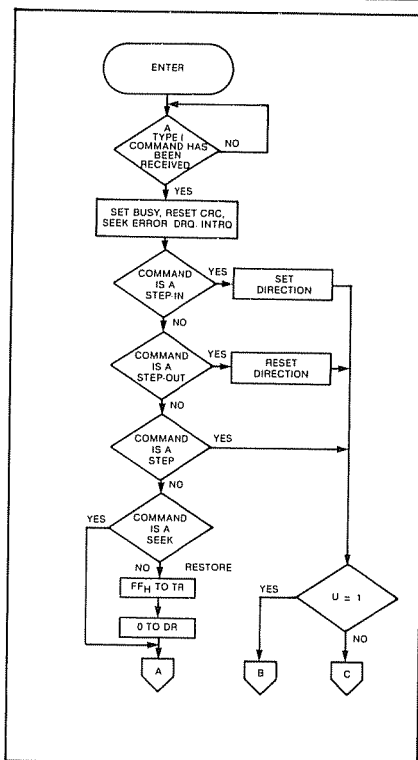 ENTER
A
TYPE I
COMMAND HAS
BEEN
RECEIVED
NO
YES
SET BUSY, RESET CRC,
SEEK ERROR DRQ. INTRQ
COMMAND
IS A
STEP-IN
YES
SET
DIRECTION
NO
COMMAND
IS A
STEP-OUT
YES
RESET
DIRECTION
NO
COMMAND
IS A
STEP
YES
NO
YES
COMMAND
IS A
SEEK
NO
RESTORE
FFH TO TR
0 TO DR
YES
U = 1
NO
A
B
C